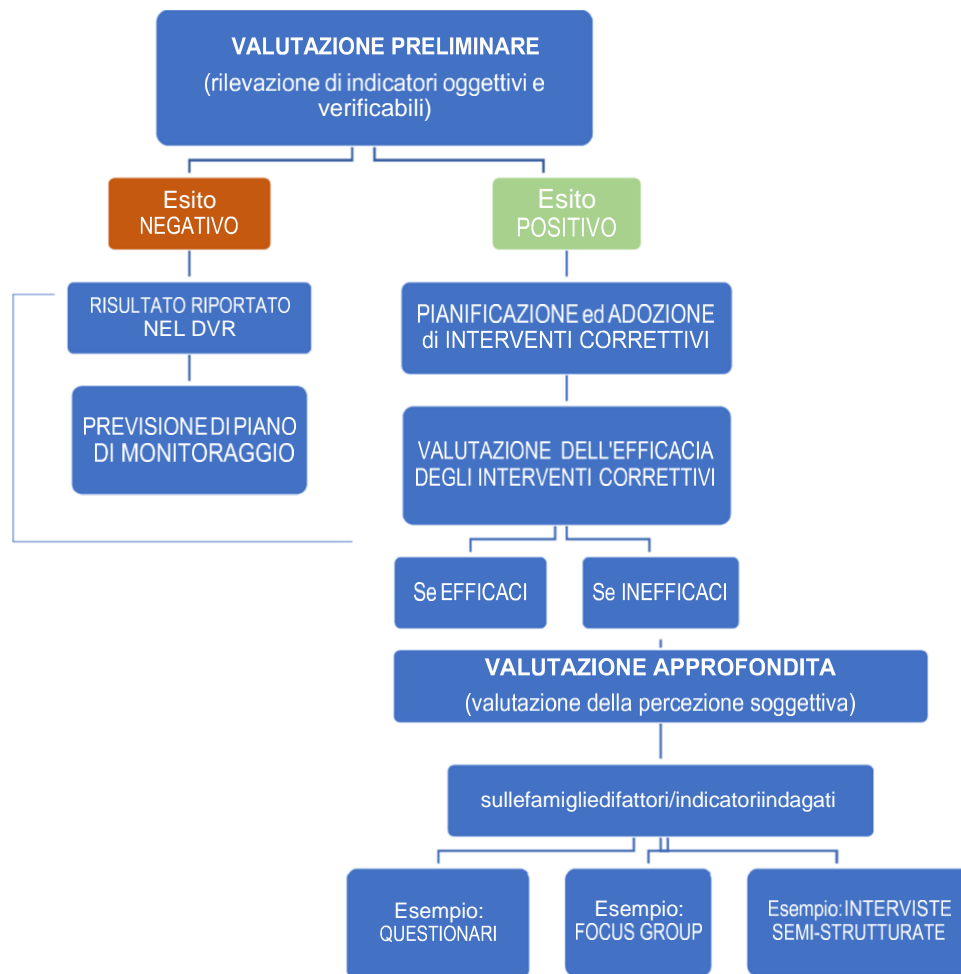 VALUTAZIONE PRELIMINARE
(rilevazione di indicatori oggettivi e
verificabili)
Esito
NEGATIVO
Esito
POSITIVO
RISULTATO RIPORTATO
NEL DVR
PIANIFICAZIONE ed ADOZIONE
di INTERVENTI CORRETTIVI
PREVISIONE DI PIANO
DI MONITORAGGIO
VALUTAZIONE DELL'EFFICACIA
DEGLI INTERVENTI CORRETTIVI
Se EFFICACI
Se INEFFICACI
VALUTAZIONE APPROFONDITA
(valutazione della percezione soggettiva)
sullefamigliedifattori/indicatoriindagati
Esempio:
QUESTIONARI
Esempio:
FOCUS GROUP
Esempio: INTERVISTE
SEMI-STRUTTURATE